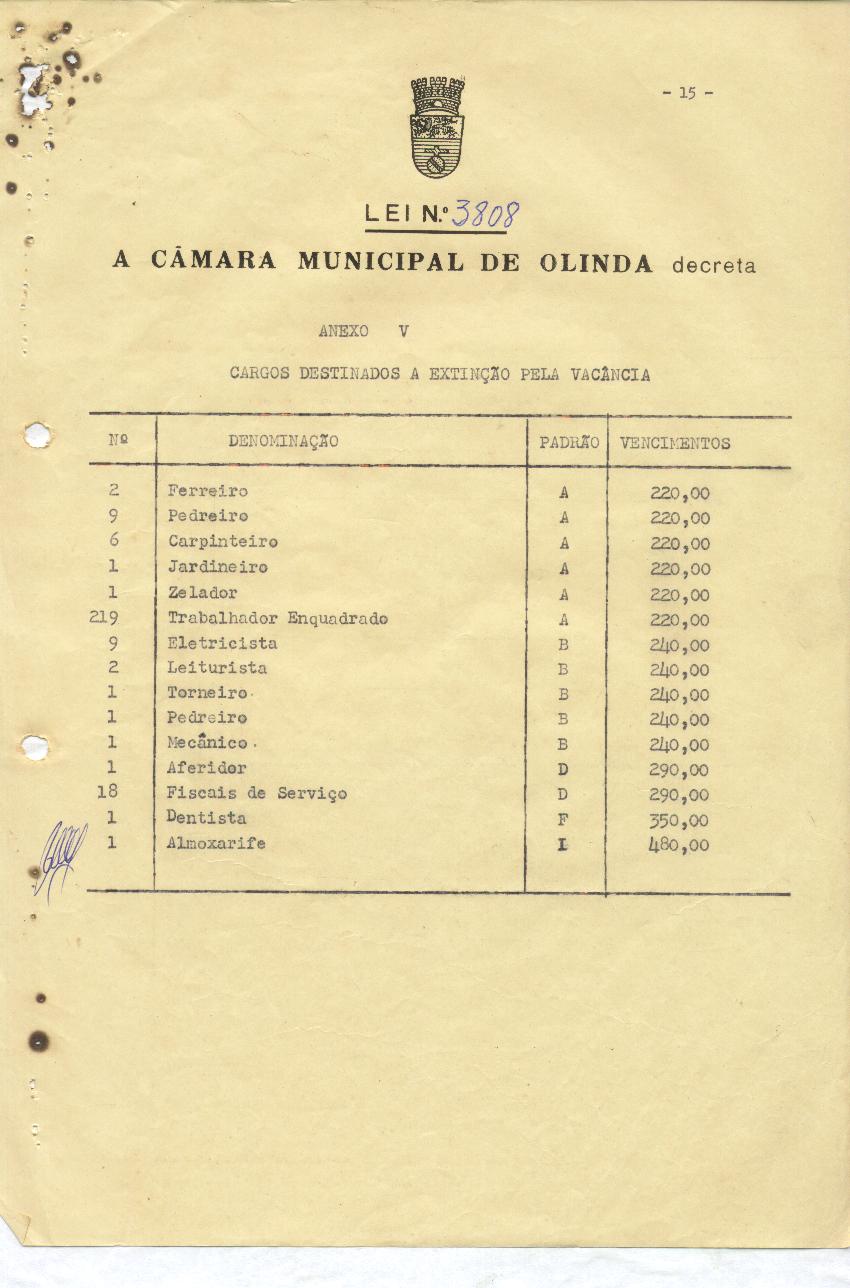 - 15 -
LEI N.º 3808
A CÂMARA MUNICIPAL DE OLINDA decreta
ANEXO V
CARGOS DESTINADOS A EXTINÇÃO PELA VACÂNCIA
Nº DENOMINAÇÃO PADRÃO VENCIMENTOS
2 Ferreiro A 220,00
9 Pedreiro A 220,00
6 Carpinteiro A 220,00
1 Jardineiro A 220,00
1 Zelador A 220,00
219 Trabalhador Enquadrado A 220,00
9 Eletricista B 240,00
2 Leiturista B 240,00
1 Torneiro B 240,00
1 Pedreiro B 240,00
1 Mecânico B 240,00
1 Aferidor D 290,00
18 Fiscais de Serviço D 290,00
1 Dentista F 350,00
1 Almoxarife I 480,00